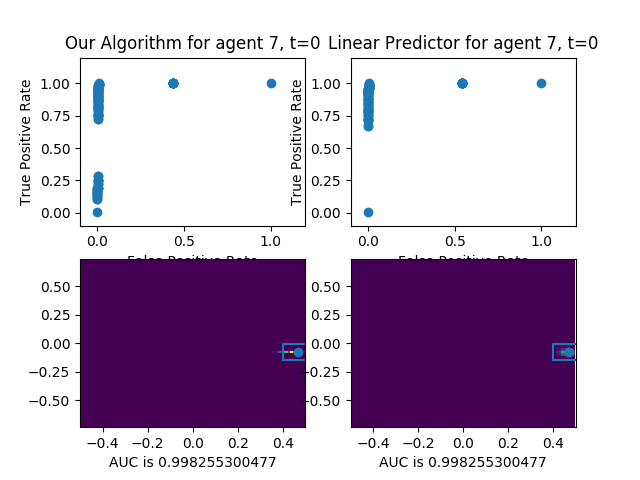 Our Algorithm for agent 7, t=0
Linear Predictor for agent 7, t=0
True Positive Rate
1.00
0.75
0.50
0.25
0.00
0.0 0.5 1.0
False Positive Rate
True Positive Rate
1.00
0.75
0.50
0.25
0.00
0.0 0.5 1.0
False Positive Rate
0.50
0.25
0.00
−0.25
−0.50
−0.4 −0.2 0.0 0.2 0.4
AUC is 0.998255300477
0.50
0.25
0.00
−0.25
−0.50
−0.4 −0.2 0.0 0.2 0.4
AUC is 0.998255300477